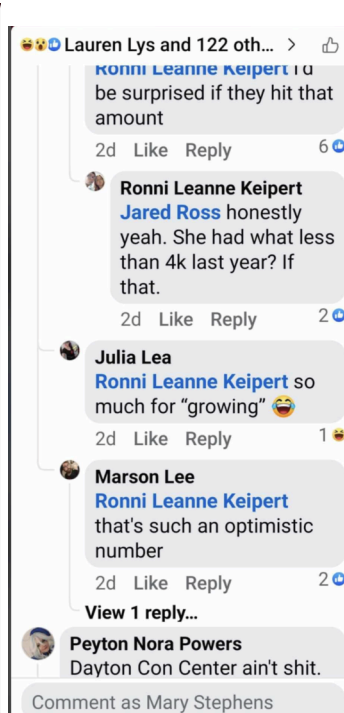 Lauren Lys and 122 oth... >
Ronni Leanne Keipert I'd
be surprised if they hit that
amount
2d Like Reply 6
Ronni Leanne Keipert
Jared Ross honestly
yeah. She had what less
than 4k last year? If
that.
2d Like Reply 2
Julia Lea
Ronni Leanne Keipert so
much for “growing” 😂
2d Like Reply 1
Marson Lee
Ronni Leanne Keipert
that's such an optimistic
number
2d Like Reply 2
View 1 reply...
Peyton Nora Powers
Dayton Con Center ain't shit.
Comment as Mary Stephens